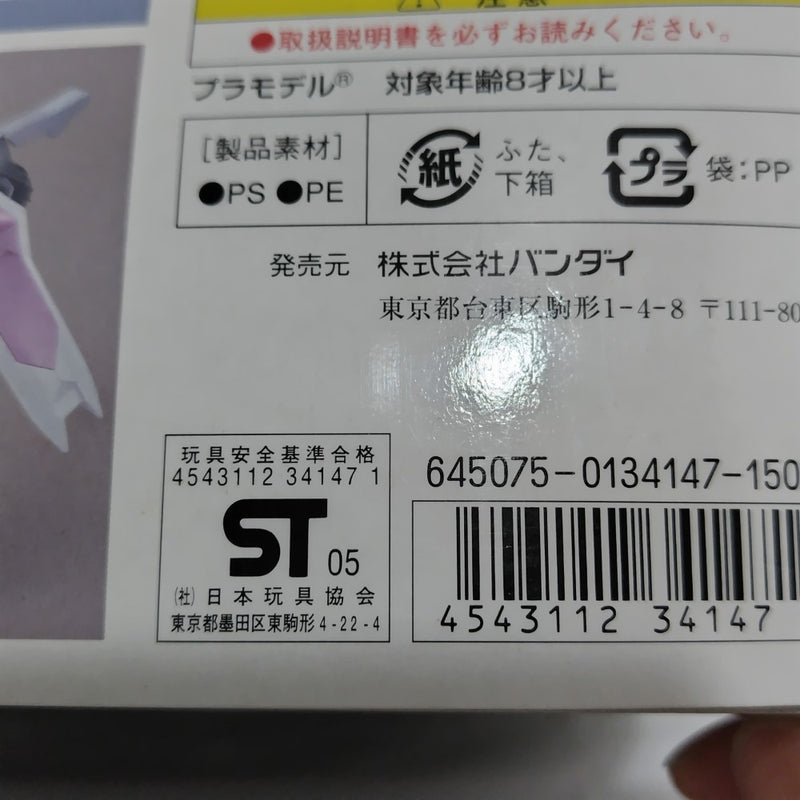 注意
●取扱説明書を必ずお読みください。
プラモデル® 対象年齢8才以上
[製品素材]
●PS ●PE
紙 ふた、
下箱
プラ 袋:PP
発売元 株式会社バンダイ
東京都台東区駒形1-4-8 〒111-80
玩具安全基準合格
4543112 34147 1
ST 05
(社)日本玩具協会
東京都墨田区東駒形4-22-4
645075-0134147-150
4543112 34147